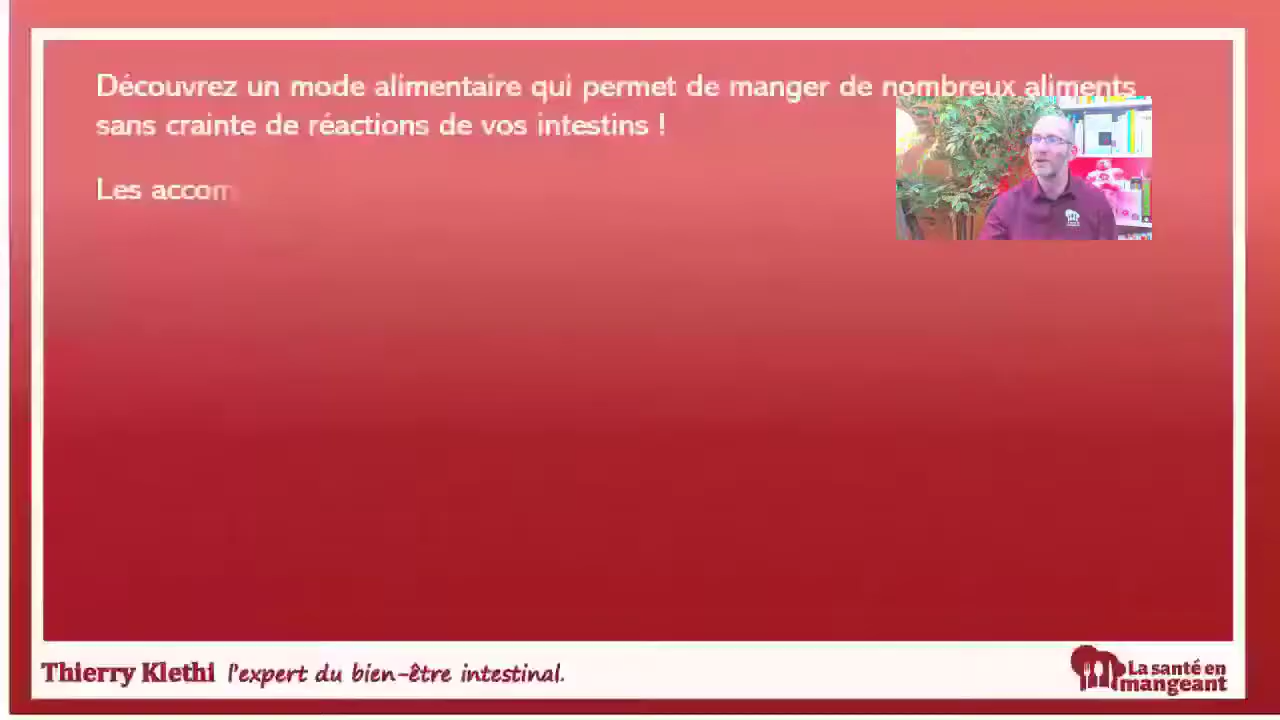 Découvrez un mode alimentaire qui permet de manger de nombreux aliments
sans crainte de réactions de vos intestins !
Les accom
Thierry Klethi l'expert du bien-être intestinal.
La santé en
mangeant